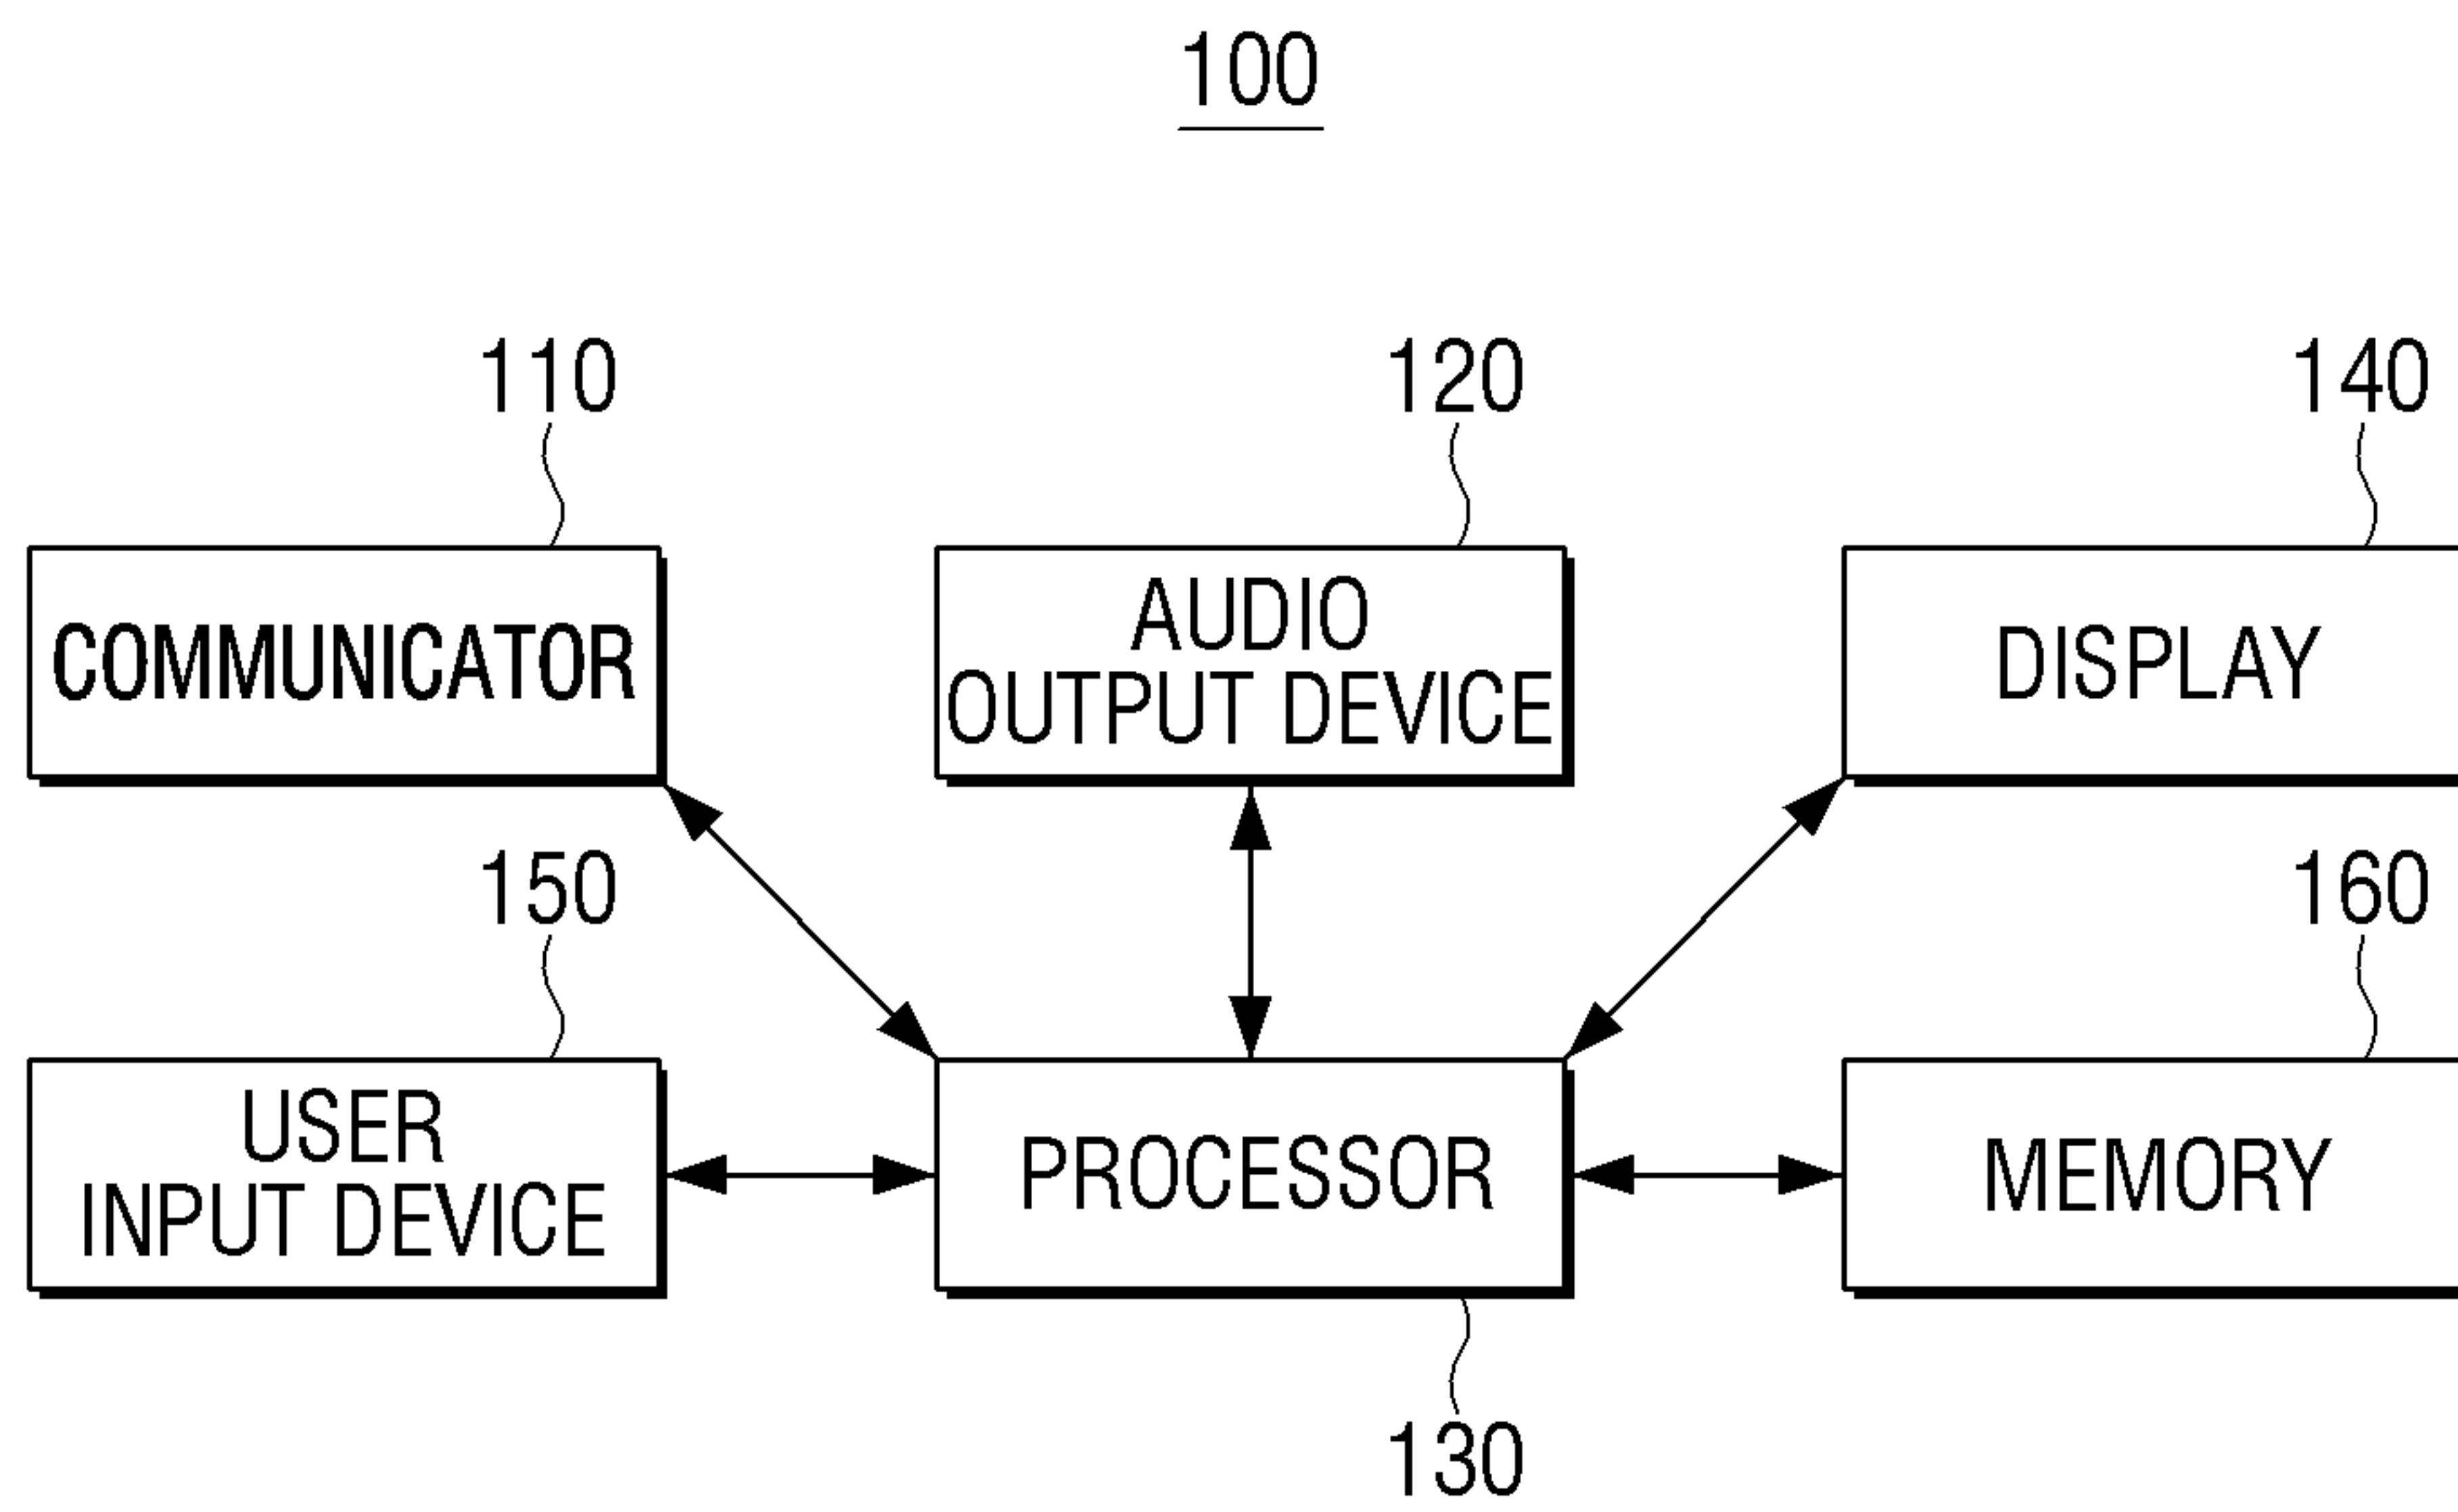 100
110
120
140
COMMUNICATOR
AUDIO
OUTPUT DEVICE
DISPLAY
150
160
USER
INPUT DEVICE
PROCESSOR
MEMORY
130